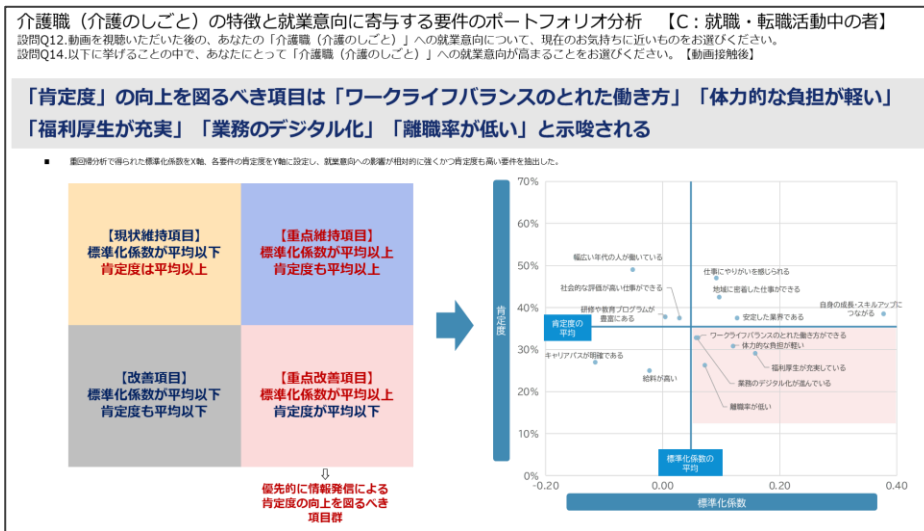 介護職（介護のしごと）の特徴と就業意向に寄与する要件のポートフォリオ分析　【C：就職・転職活動中の者】
設問Q12.動画を視聴いただいた後の、あなたの「介護職（介護のしごと）」への就業意向について、現在のお気持ちに近いものをお選びください。
設問Q14.以下に挙げることの中で、あなたにとって「介護職（介護のしごと）」への就業意向が高まることをお選びください。【動画接触後】
「肯定度」の向上を図るべき項目は「ワークライフバランスのとれた働き方」「体力的な負担が軽い」
「福利厚生が充実」「業務のデジタル化」「離職率が低い」と示唆される
■ 重回帰分析で得られた標準化係数をX軸、各要件の肯定度をY軸に設定し、就業意向への影響が相対的に強くかつ肯定度も高い要件を抽出した。
【現状維持項目】
標準化係数が平均以下
肯定度は平均以上
【重点維持項目】
標準化係数が平均以上
肯定度も平均以上
【改善項目】
標準化係数が平均以下
肯定度も平均以下
【重点改善項目】
標準化係数が平均以上
肯定度が平均以下
⇩
優先的に情報発信による
肯定度の向上を図るべき
項目群
肯定度
70%
60%
50%
40%
30%
20%
10%
0%
幅広い年代の人が働いている
仕事にやりがいを感じられる
社会的な評価が高い仕事ができる
地域に密着した仕事ができる
研修や教育プログラムが
豊富にある
安定した業界である
自身の成長・スキルアップに
つながる
肯定度の
平均
ワークライフバランスのとれた働き方ができる
体力的な負担が軽い
キャリアパスが明確である
福利厚生が充実している
給料が高い
業務のデジタル化が進んでいる
離職率が低い
標準化係数の
平均
-0.20
0.00
0.20
0.40
標準化係数